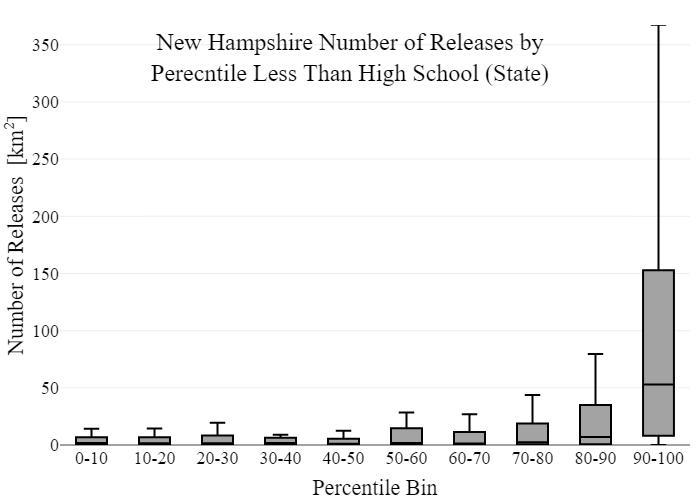 New Hampshire Number of Releases by
Perecntile Less Than High School (State)
Number of Releases [km²]
350
300
250
200
150
100
50
0
0-10 10-20 20-30 30-40 40-50 50-60 60-70 70-80 80-90 90-100
Percentile Bin